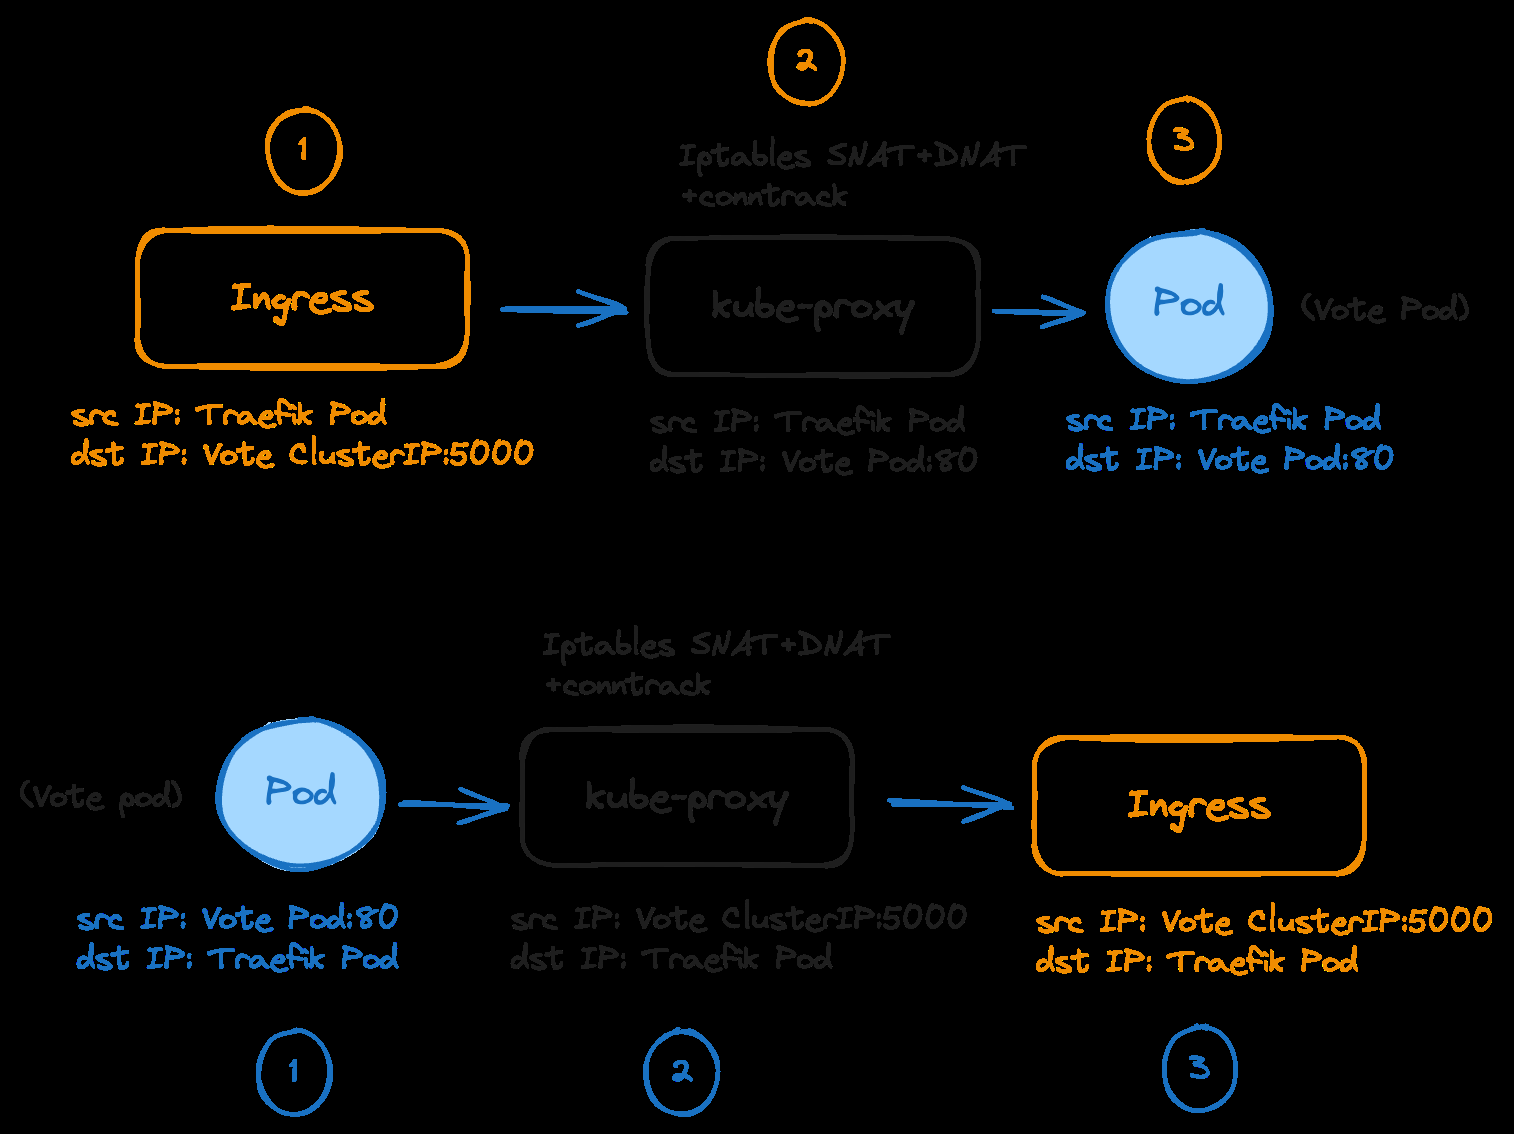 1
2
3
Iptables SNAT+DNAT
+conntrack
Ingress
kube-proxy
Pod
(Vote Pod)
src IP: Traefik Pod
dst IP: Vote ClusterIP:5000
src IP: Traefik Pod
dst IP: Vote Pod:80
src IP: Traefik Pod
dst IP: Vote Pod:80
Iptables SNAT+DNAT
+conntrack
(Vote pod)
Pod
kube-proxy
Ingress
src IP: Vote Pod:80
dst IP: Traefik Pod
src IP: Vote ClusterIP:5000
dst IP: Traefik Pod
src IP: Vote ClusterIP:5000
dst IP: Traefik Pod
1
2
3